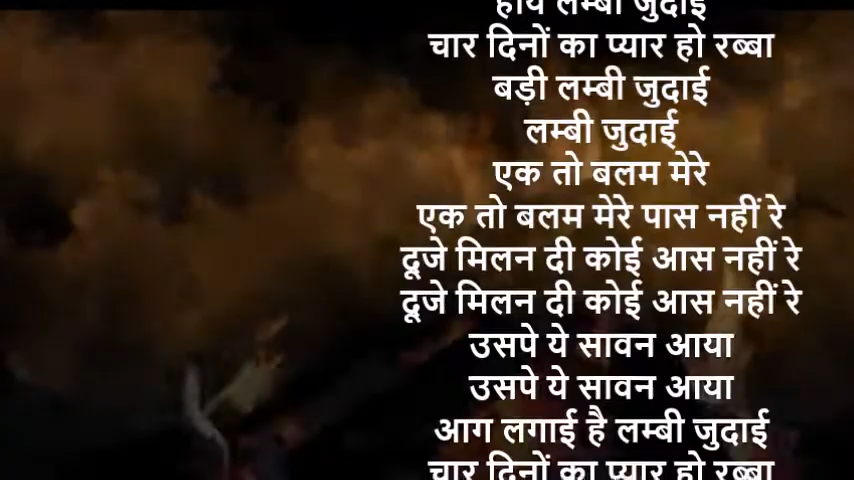 हाय लम्बी जुदाई
चार दिनों का प्यार हो रब्बा
बड़ी लम्बी जुदाई
लम्बी जुदाई
एक तो बलम मेरे
एक तो बलम मेरे पास नहीं रे
दूजे मिलन दी कोई आस नहीं रे
दूजे मिलन दी कोई आस नहीं रे
उसपे ये सावन आया
उसपे ये सावन आया
आग लगाई है लम्बी जुदाई
चार दिनों का प्यार हो रब्बा